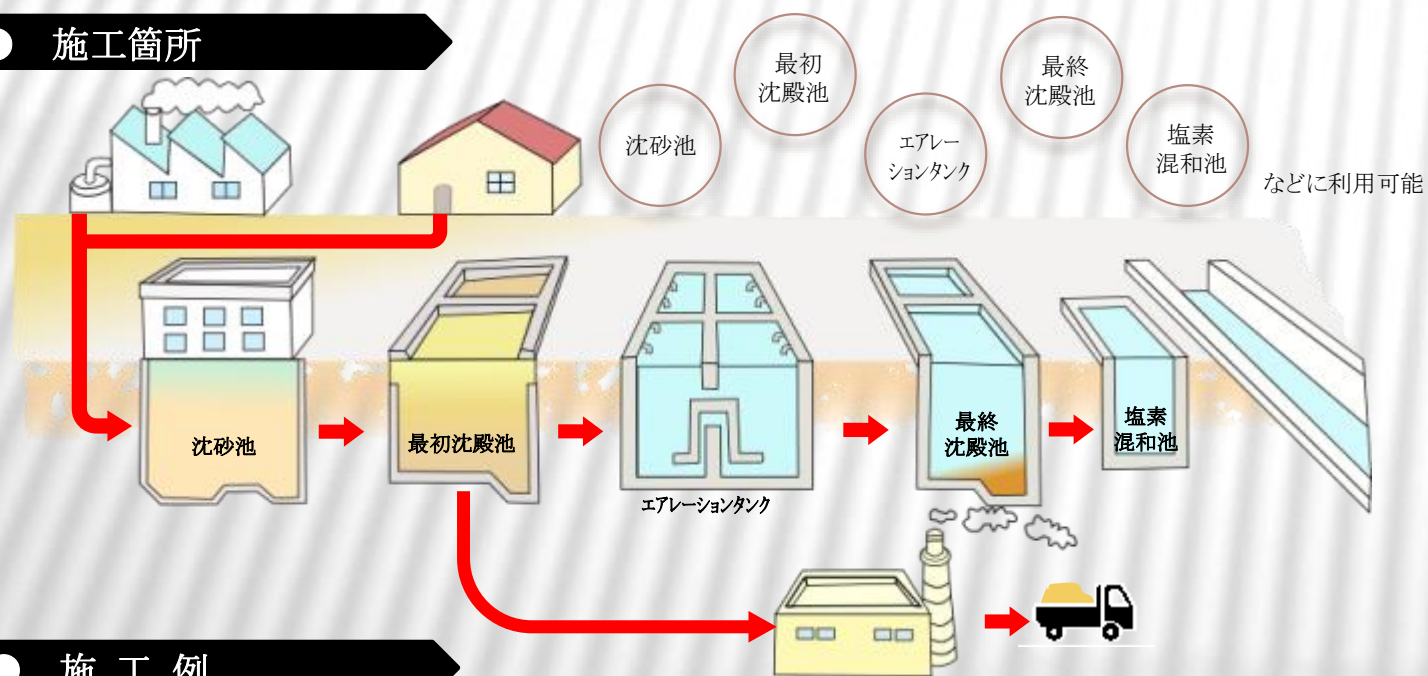 施工箇所
最初
沈殿池
最終
沈殿池
沈砂池
エアレー
ションタンク
塩素
混和池
などに利用可能
沈砂池
最初沈殿池
エアレーションタンク
最終
沈殿池
塩素
混和池
施工例